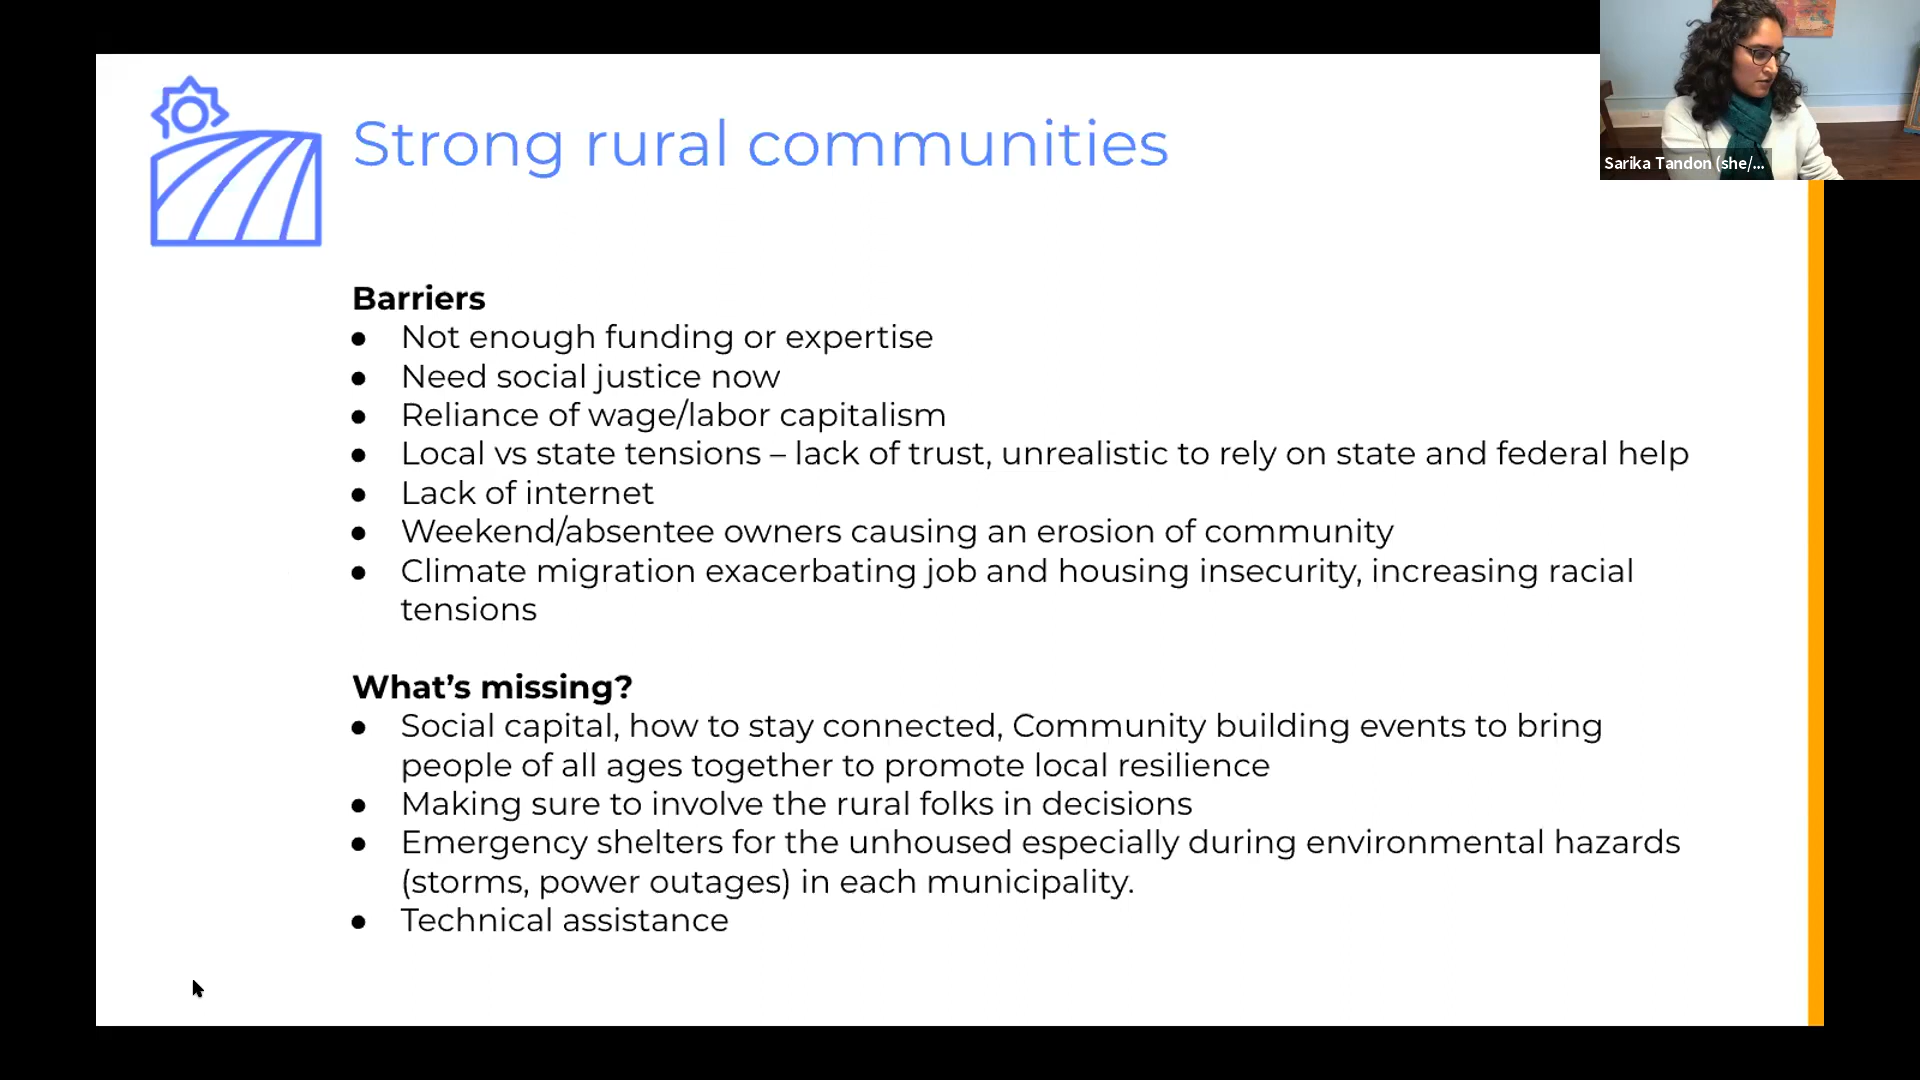 Strong rural communities
Sarika Tandon (she/...
Barriers
● Not enough funding or expertise
● Need social justice now
● Reliance of wage/labor capitalism
● Local vs state tensions – lack of trust, unrealistic to rely on state and federal help
● Lack of internet
● Weekend/absentee owners causing an erosion of community
● Climate migration exacerbating job and housing insecurity, increasing racial
tensions
What’s missing?
● Social capital, how to stay connected, Community building events to bring
people of all ages together to promote local resilience
● Making sure to involve the rural folks in decisions
● Emergency shelters for the unhoused especially during environmental hazards
(storms, power outages) in each municipality.
● Technical assistance